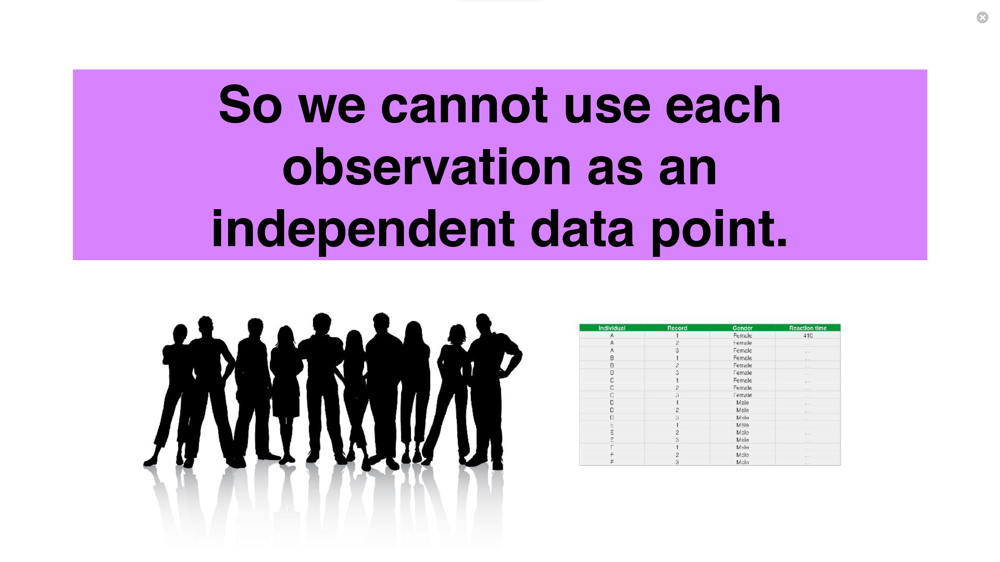 So we cannot use each
observation as an
independent data point.
Individual Record Gender Reaction time
A 1 Female 410
A 2 Female ...
A 3 Female ...
B 1 Female ...
B 2 Female ...
B 3 Female ...
C 1 Female ...
C 2 Female ...
C 3 Female ...
D 1 Male ...
D 2 Male ...
D 3 Male ...
E 1 Male ...
E 2 Male ...
E 3 Male ...
F 1 Male ...
F 2 Male ...
F 3 Male ...